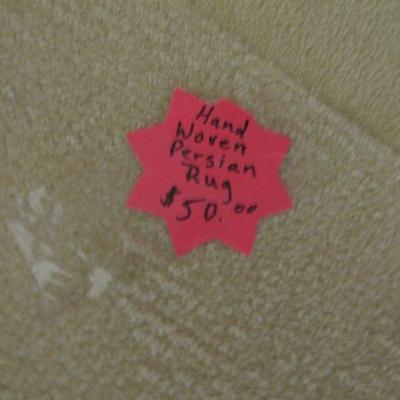 Hand
Woven
Persian
Rug
$50.00